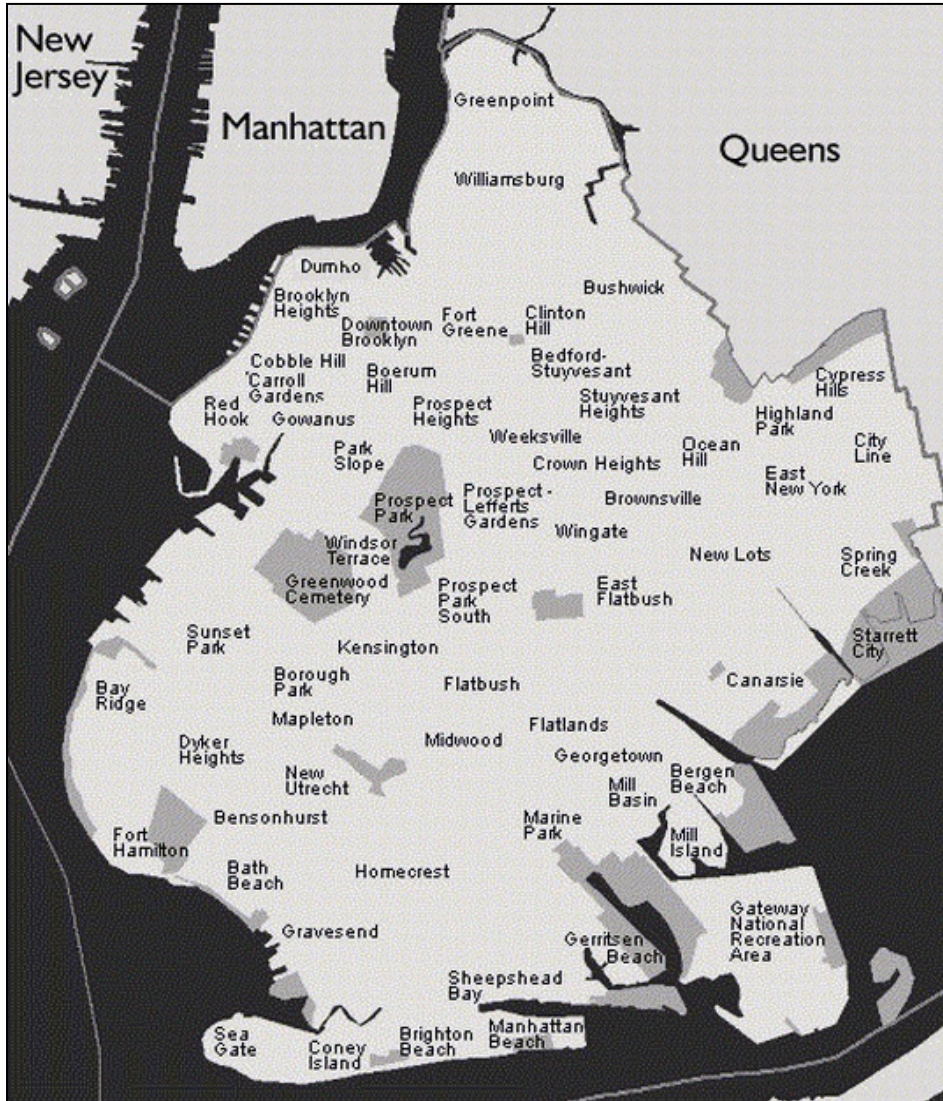 New
Jersey
Manhattan
Queens
Greenpoint
Williamsburg
Dumbo
Brooklyn
Heights
Downtown
Brooklyn
Fort
Greene
Clinton
Hill
Bushwick
Cobble Hill
Carroll
Gardens
Boerum
Hill
Bedford-
Stuyvesant
Stuyvesant
Heights
Cypress
Hills
Highland
Park
Red
Hook
Gowanus
Prospect
Heights
Weeksville
Ocean
Hill
City
Line
Park
Slope
Crown Heights
East
New York
Prospect
Park
Prospect-
Lefferts
Gardens
Brownsville
Wingate
Windsor
Terrace
New Lots
Spring
Creek
Greenwood
Cemetery
Prospect
Park
South
East
Flatbush
Sunset
Park
Kensington
Starrett
City
Bay
Ridge
Borough
Park
Flatbush
Canarsie
Mapleton
Midwood
Flatlands
Dyker
Heights
Georgetown
New
Utrecht
Mill
Basin
Bergen
Beach
Bensonhurst
Marine
Park
Fort
Hamilton
Mill
Island
Bath
Beach
Homecrest
Gravesend
Gerritsen
Beach
Gateway
National
Recreation
Area
Sheepshead
Bay
Sea
Gate
Coney
Island
Brighton
Beach
Manhattan
Beach